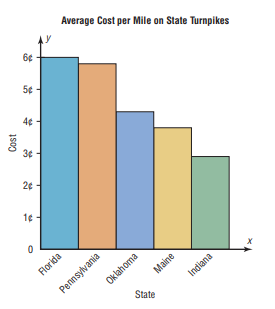 Average Cost per Mile on State Turnpikes
y
6¢
5¢
4¢
3¢
2¢
1¢
0
Cost
x
Florida
Pennsylvania
Oklahoma
Maine
Indiana
State